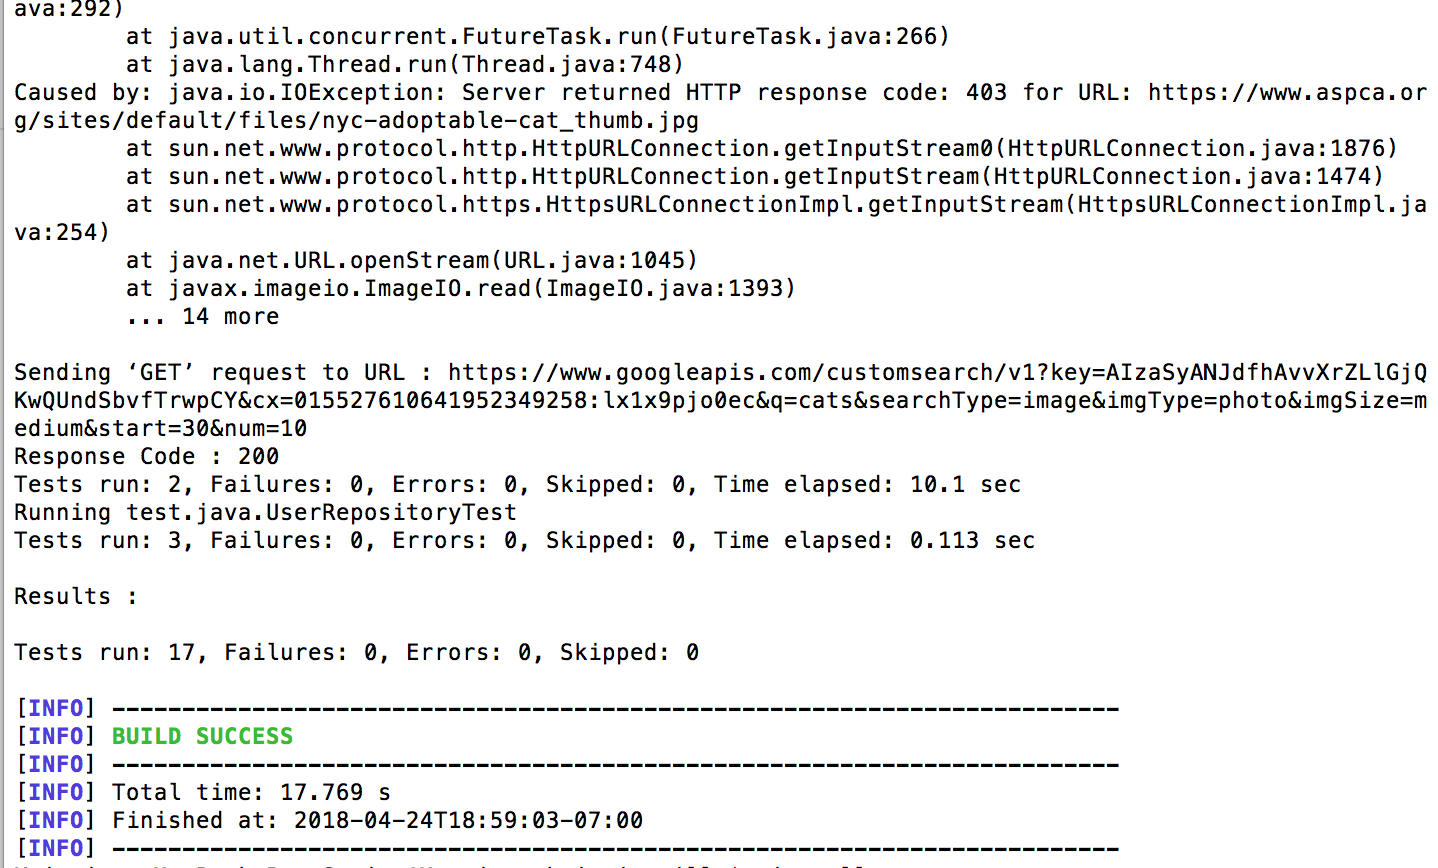 ava:292)
at java.util.concurrent.FutureTask.run(FutureTask.java:266)
at java.lang.Thread.run(Thread.java:748)
Caused by: java.io.IOException: Server returned HTTP response code: 403 for URL: https://www.aspca.or
g/sites/default/files/nyc-adoptable-cat_thumb.jpg
at sun.net.www.protocol.http.HttpURLConnection.getInputStream0(HttpURLConnection.java:1876)
at sun.net.www.protocol.http.HttpURLConnection.getInputStream(HttpURLConnection.java:1474)
at sun.net.www.protocol.https.HttpsURLConnectionImpl.getInputStream(HttpsURLConnectionImpl.ja
va:254)
at java.net.URL.openStream(URL.java:1045)
at javax.imageio.ImageIO.read(ImageIO.java:1393)
... 14 more
Sending ‘GET’ request to URL : https://www.googleapis.com/customsearch/v1?key=AIzaSyANJdfhAvvXrZLlGjQ
KwQUndSbvfTrwpCY&cx=015527610641952349258:lx1x9pjo0ec&q=cats&searchType=image&imgType=photo&imgSize=m
edium&start=30&num=10
Response Code : 200
Tests run: 2, Failures: 0, Errors: 0, Skipped: 0, Time elapsed: 10.1 sec
Running test.java.UserRepositoryTest
Tests run: 3, Failures: 0, Errors: 0, Skipped: 0, Time elapsed: 0.113 sec
Results :
Tests run: 17, Failures: 0, Errors: 0, Skipped: 0
[INFO] ------------------------------------------------------------------------
[INFO] BUILD SUCCESS
[INFO] ------------------------------------------------------------------------
[INFO] Total time: 17.769 s
[INFO] Finished at: 2018-04-24T18:59:03-07:00
[INFO] ------------------------------------------------------------------------